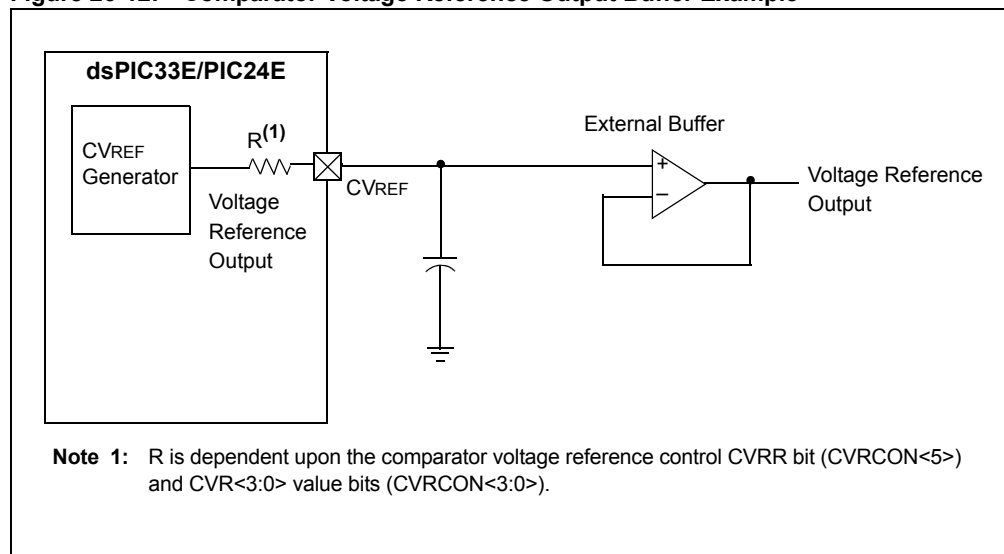 Figure 26-12: Comparator Voltage Reference Output Buffer Example
dsPIC33E/PIC24E
CVREF
Generator
R(1)
Voltage
Reference
Output
CVREF
External Buffer
+
–
Voltage Reference
Output
Note 1: R is dependent upon the comparator voltage reference control CVRR bit (CVRCON<5>)
and CVR<3:0> value bits (CVRCON<3:0>).